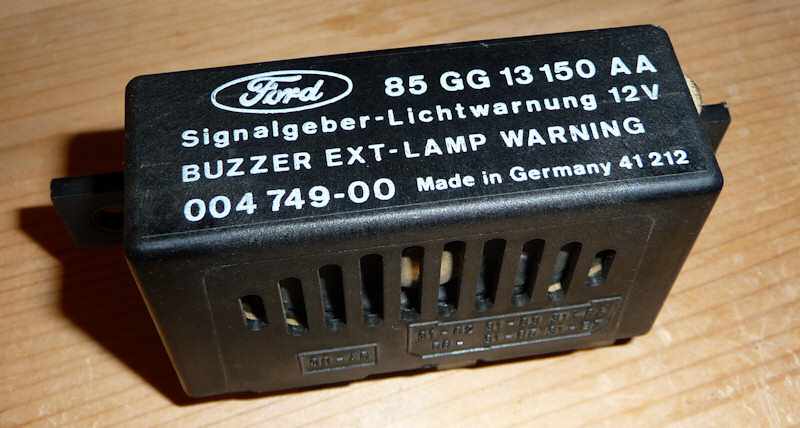 Ford 85 GG 13 150 AA
Signalgeber-Lichtwarnung 12V
BUZZER EXT-LAMP WARNING
004 749-00 Made in Germany 41 212